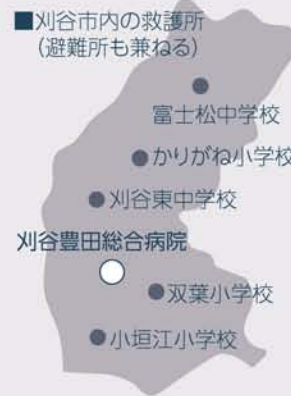 ■刈谷市内の救護所
(避難所も兼ねる)
富士松中学校
かりがね小学校
刈谷東中学校
刈谷豊田総合病院
双葉小学校
小垣江小学校